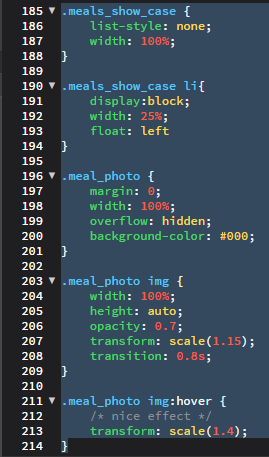 185 ▼ .meals_show_case {
186 list-style: none;
187 width: 100%;
188 }
189
190 ▼ .meals_show_case li{
191 display:block;
192 width: 25%;
193 float: left
194 }
195
196 ▼ .meal_photo {
197 margin: 0;
198 width: 100%;
199 overflow: hidden;
200 background-color: #000;
201 }
202
203 ▼ .meal_photo img {
204 width: 100%;
205 height: auto;
206 opacity: 0.7;
207 transform: scale(1.15);
208 transition: 0.8s;
209 }
210
211 ▼ .meal_photo img:hover {
212 /* nice effect */
213 transform: scale(1.4);
214 }